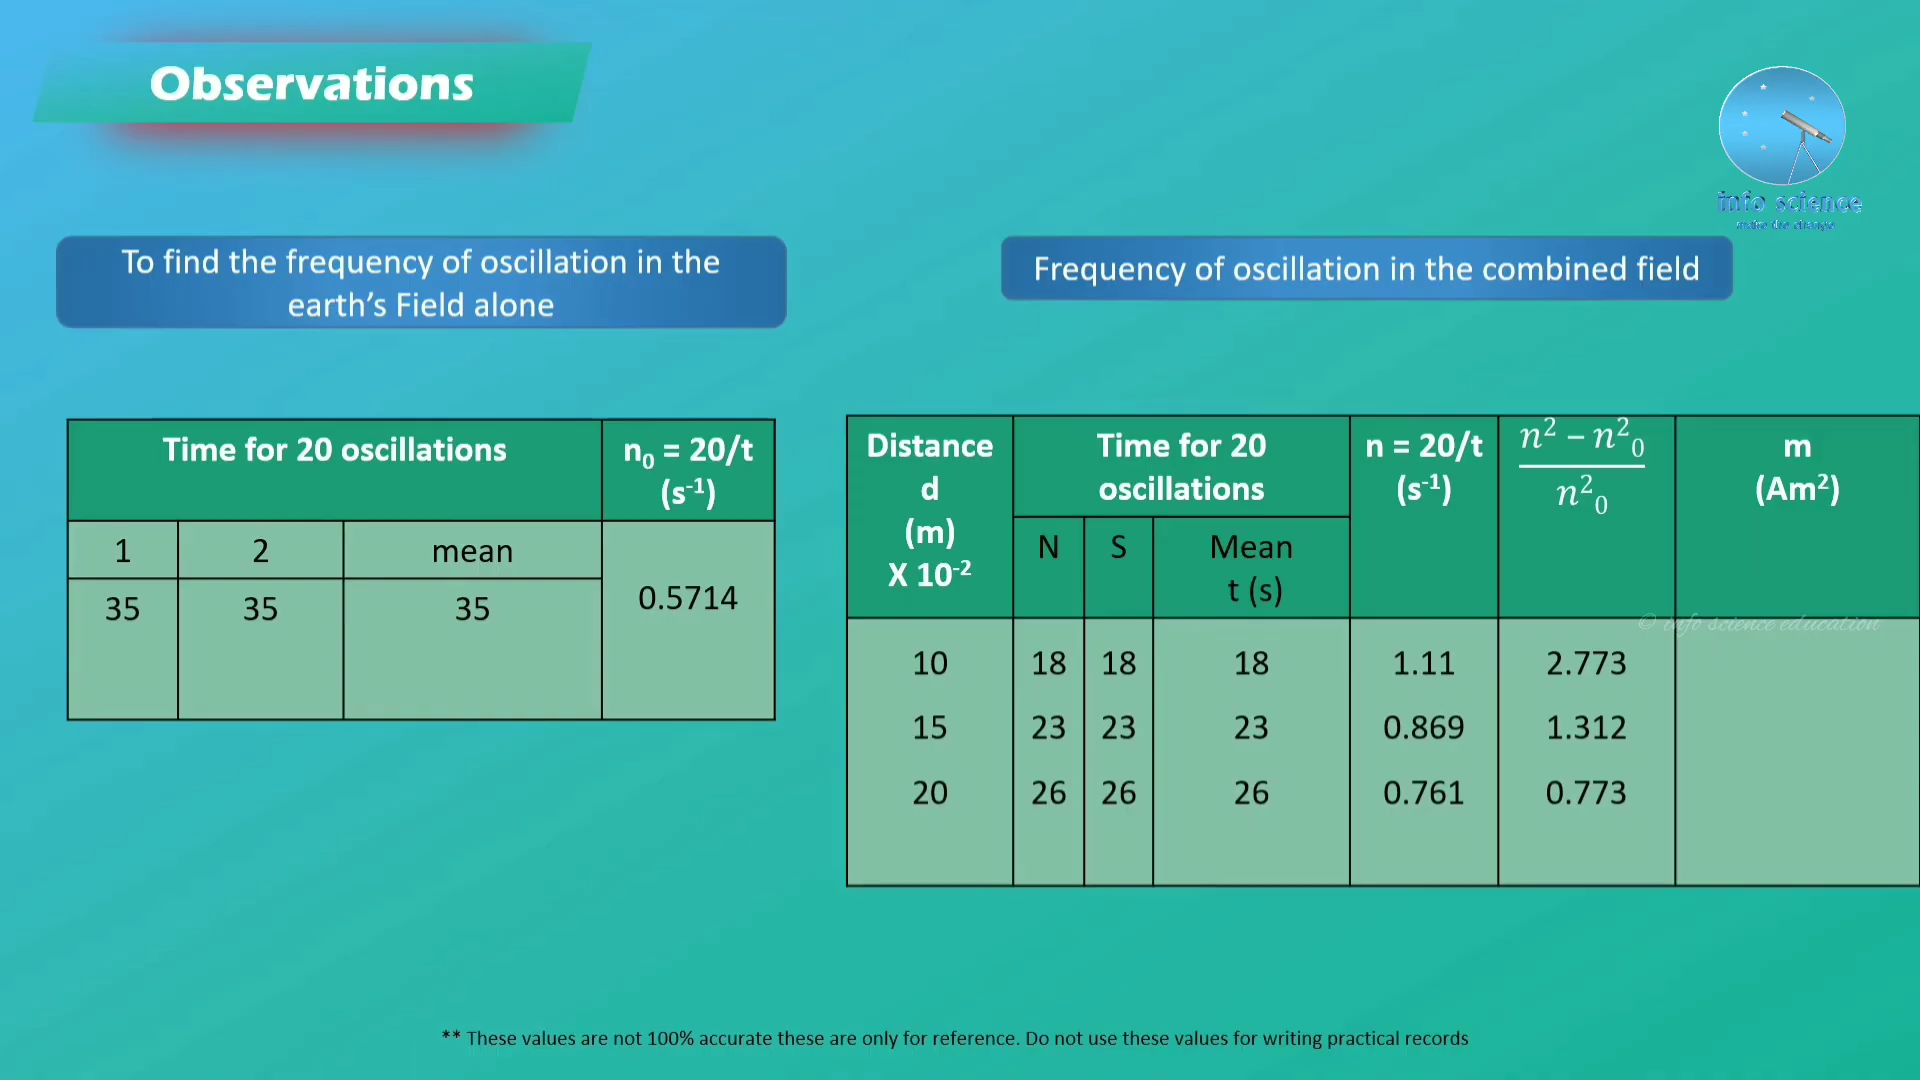 Observations
info science
make the change
To find the frequency of oscillation in the
earth’s Field alone
Frequency of oscillation in the combined field
Time for 20 oscillations
n₀ = 20/t
(s⁻¹)
1 2 mean
35 35 35
0.5714
Distance
d
(m)
X 10⁻²
Time for 20
oscillations
N S Mean
t (s)
n = 20/t
(s⁻¹)
n² − n²₀
n²₀
m
(Am²)
© info science education
10 18 18 18 1.11 2.773
15 23 23 23 0.869 1.312
20 26 26 26 0.761 0.773
** These values are not 100% accurate these are only for reference. Do not use these values for writing practical records